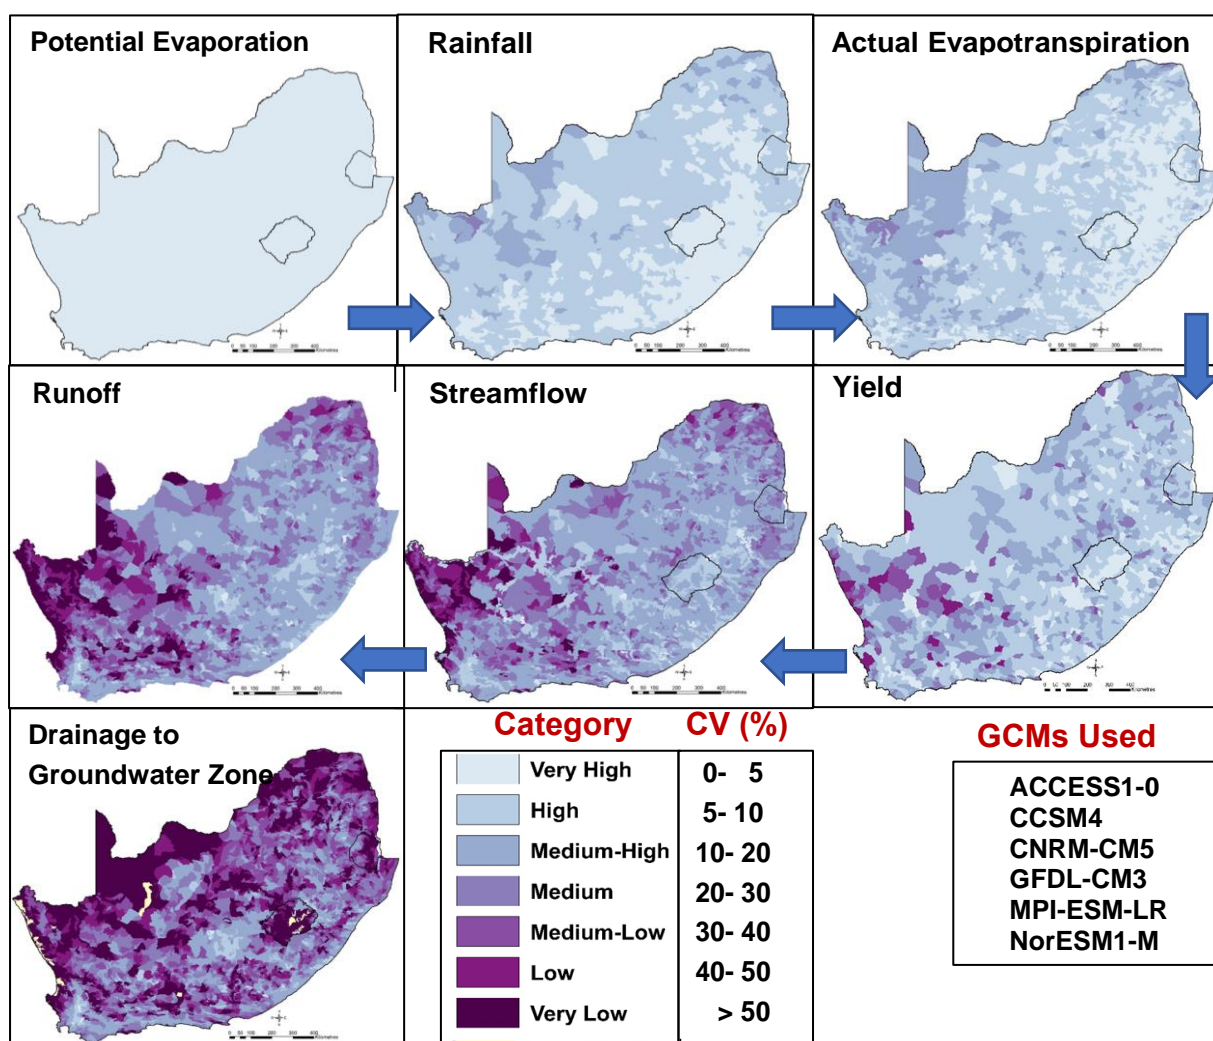 Potential Evaporation
Rainfall
Actual Evapotranspiration
Runoff
Streamflow
Yield
Drainage to
Groundwater Zone
Category CV (%)
Very High 0- 5
High 5- 10
Medium-High 10- 20
Medium 20- 30
Medium-Low 30- 40
Low 40- 50
Very Low > 50
GCMs Used
ACCESS1-0
CCSM4
CNRM-CM5
GFDL-CM3
MPI-ESM-LR
NorESM1-M